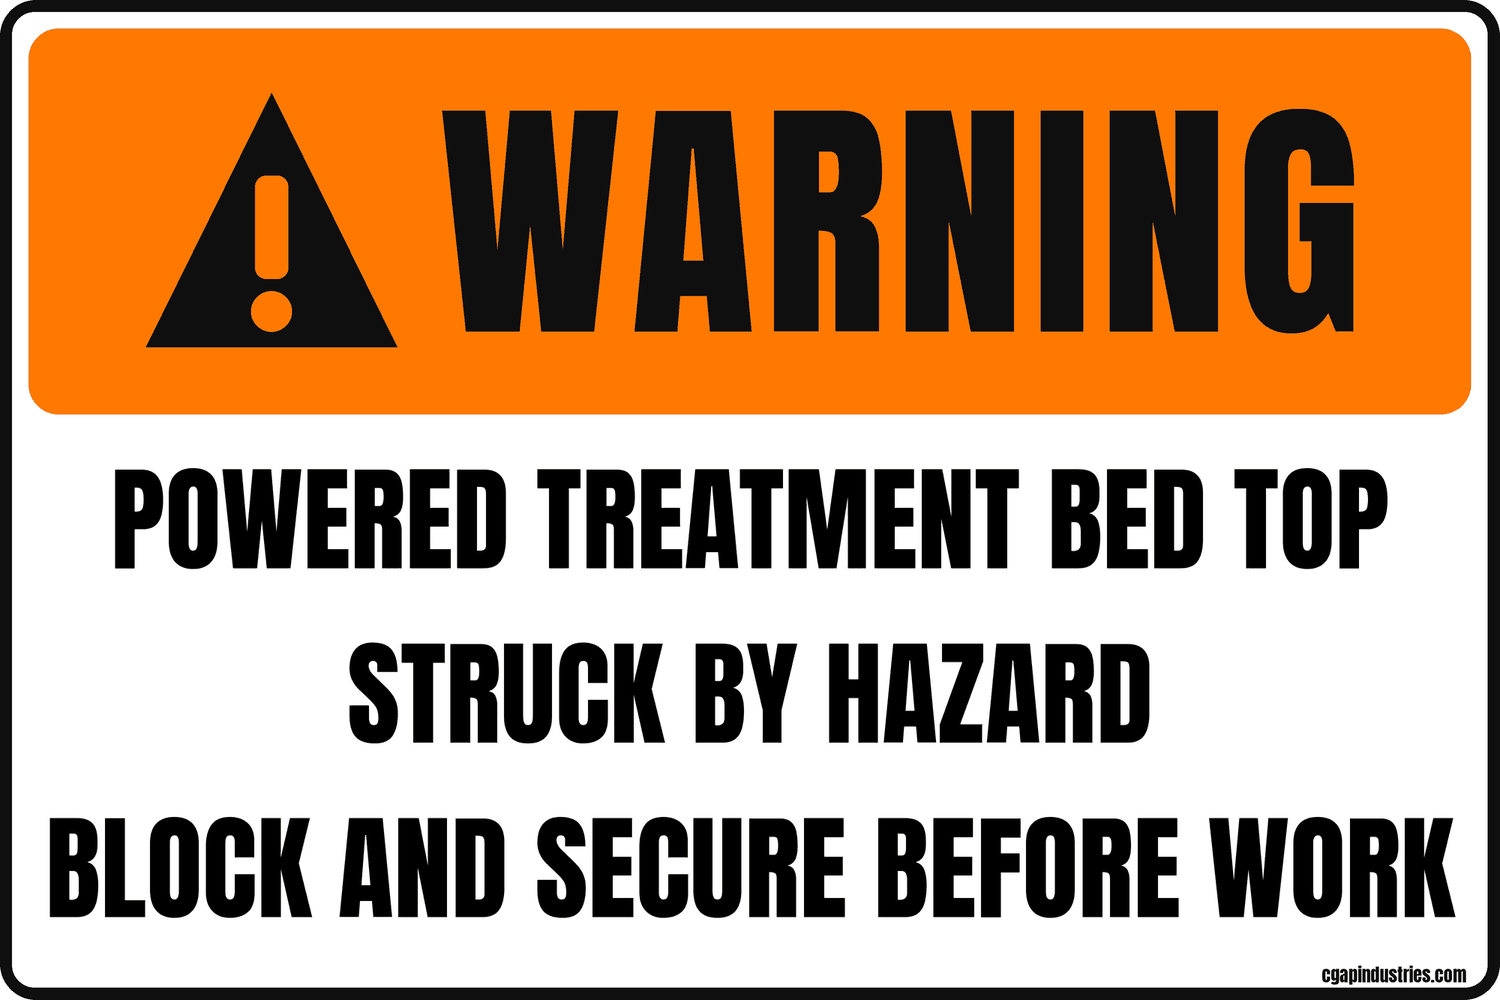 WARNING
POWERED TREATMENT BED TOP
STRUCK BY HAZARD
BLOCK AND SECURE BEFORE WORK
cgapindustries.com